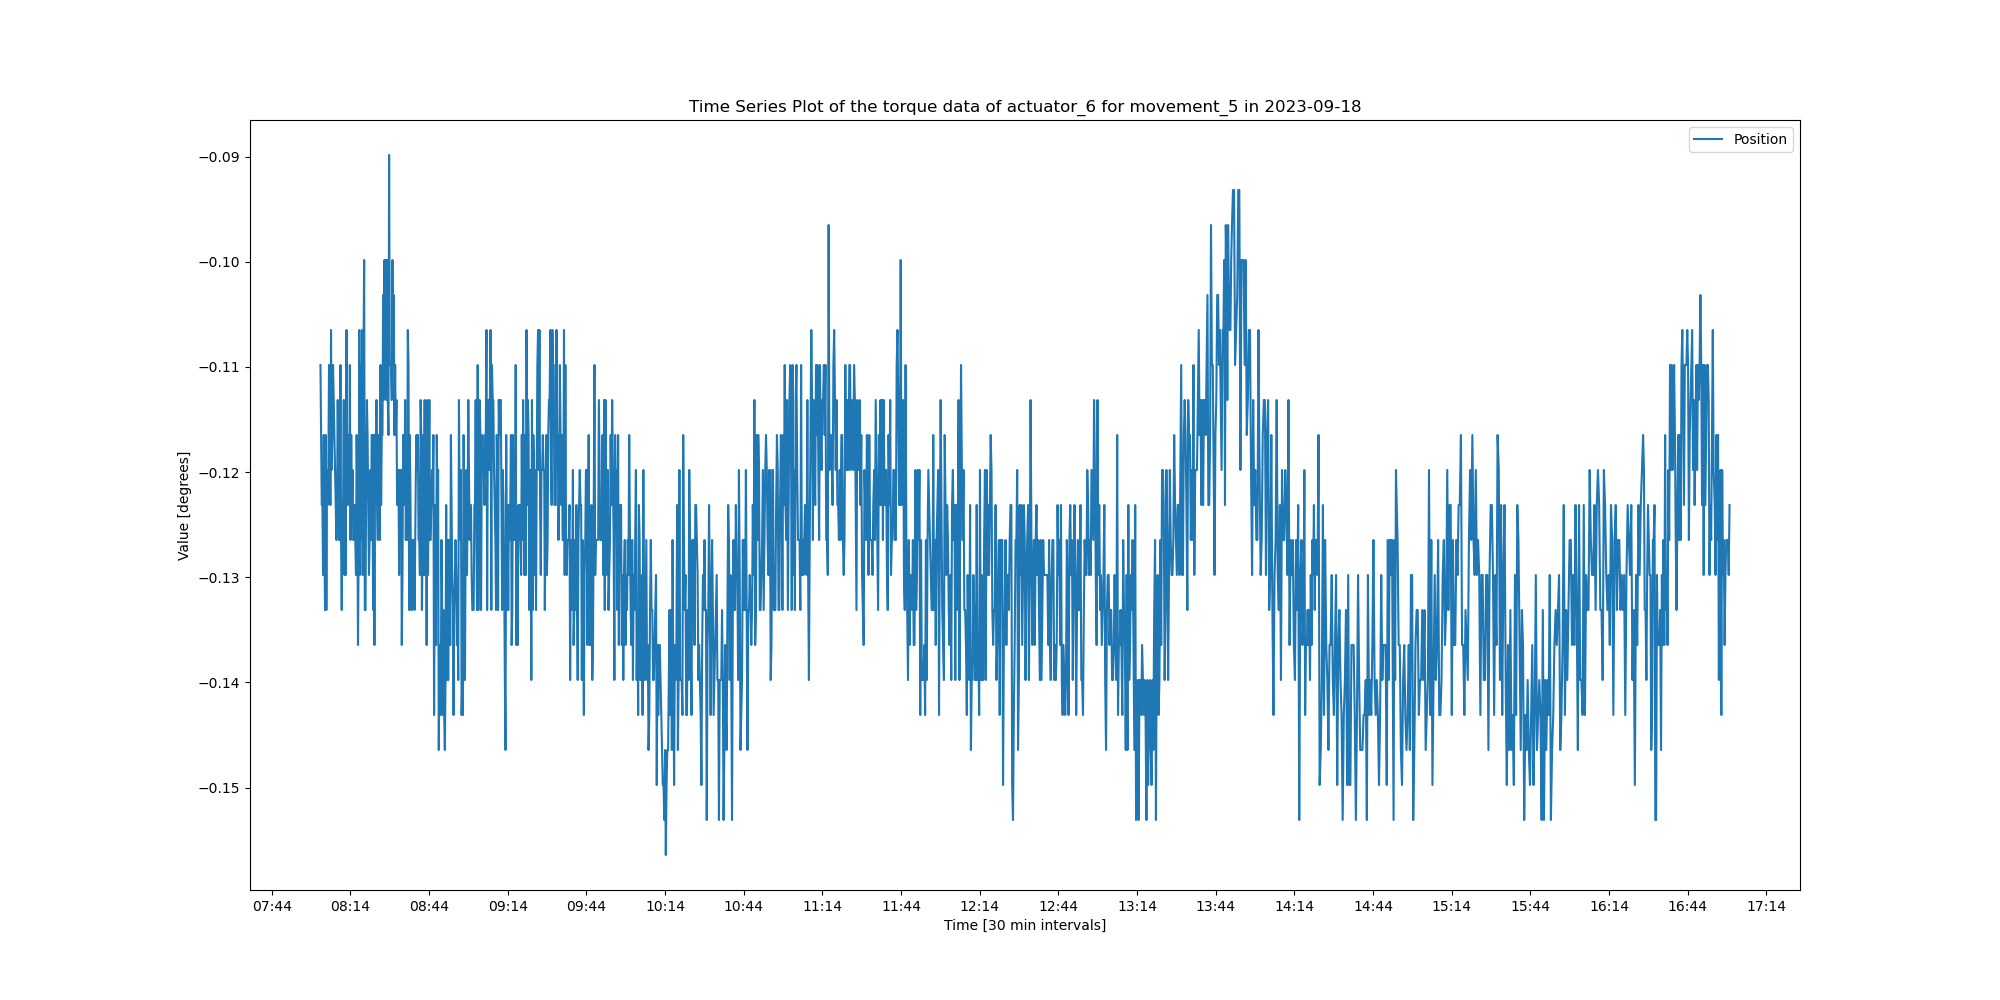 Time Series Plot of the torque data of actuator_6 for movement_5 in 2023-09-18
Position
−0.09
−0.10
−0.11
−0.12
−0.13
−0.14
−0.15
Value [degrees]
07:44 08:14 08:44 09:14 09:44 10:14 10:44 11:14 11:44 12:14 12:44 13:14 13:44 14:14 14:44 15:14 15:44 16:14 16:44 17:14
Time [30 min intervals]